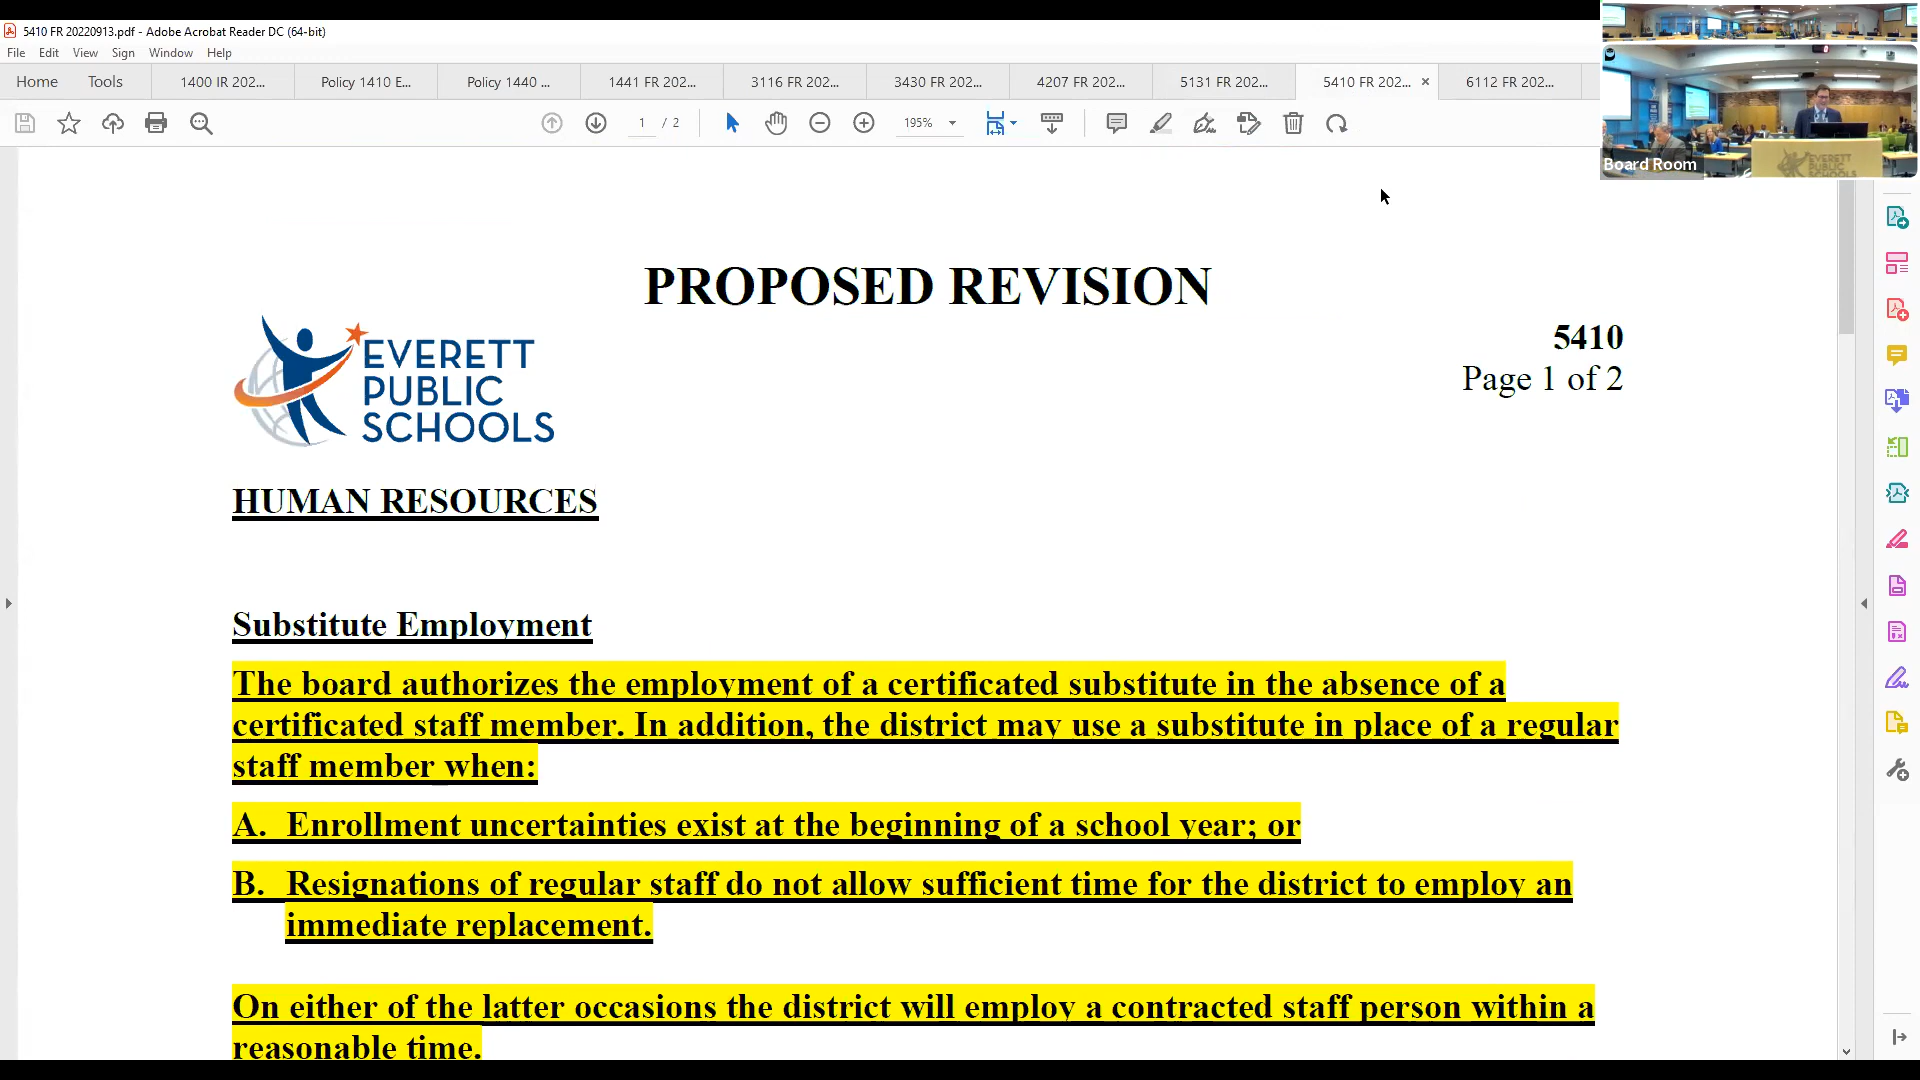 5410 FR 20220913.pdf - Adobe Acrobat Reader DC (64-bit)
File Edit View Sign Window Help
Home Tools 1400 IR 202... Policy 1410 E... Policy 1440 ... 1441 FR 202... 3116 FR 202... 3430 FR 202... 4207 FR 202... 5131 FR 202... 5410 FR 202... × 6112 FR 202...
1 / 2 195%
Board Room
EVERETT
PUBLIC
SCHOOLS
PROPOSED REVISION
5410
Page 1 of 2
EVERETT
PUBLIC
SCHOOLS
HUMAN RESOURCES
Substitute Employment
The board authorizes the employment of a certificated substitute in the absence of a
certificated staff member. In addition, the district may use a substitute in place of a regular
staff member when:
A. Enrollment uncertainties exist at the beginning of a school year; or
B. Resignations of regular staff do not allow sufficient time for the district to employ an
immediate replacement.
On either of the latter occasions the district will employ a contracted staff person within a
reasonable time.